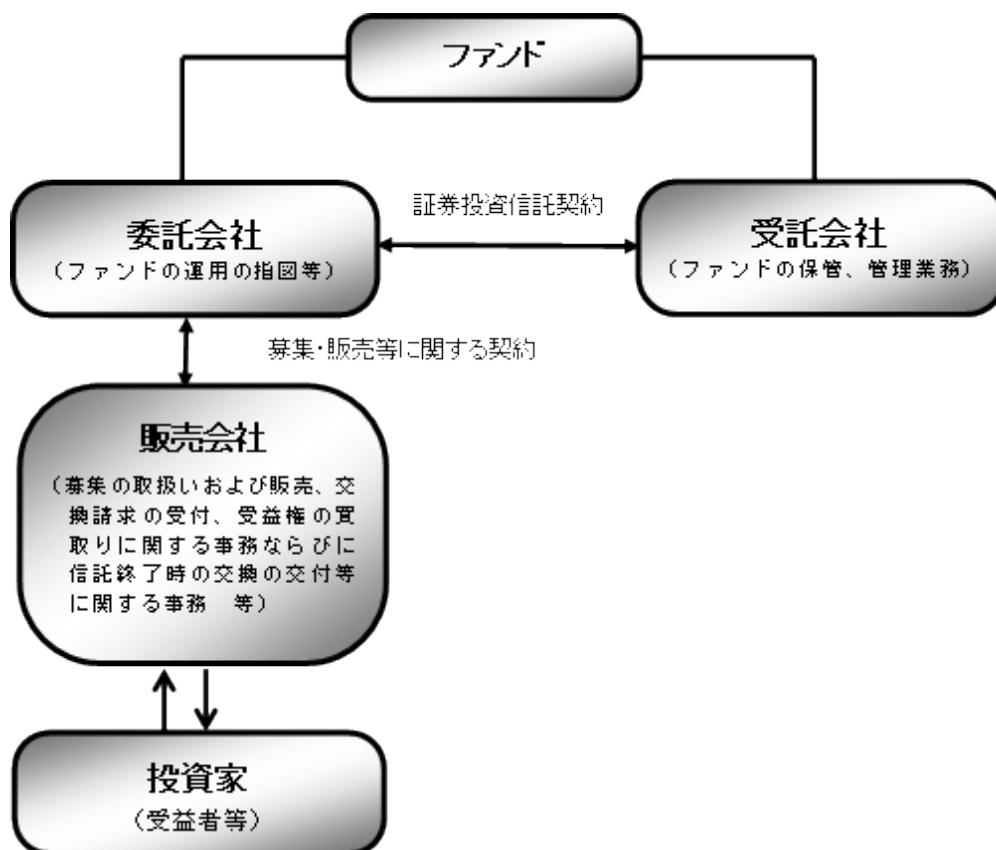 ファンド
証券投資信託契約
委託会社
（ファンドの運用の指図等）
受託会社
（ファンドの保管、管理業務）
募集・販売等に関する契約
販売会社
（募集の取扱いおよび販売、交
換請求の受付、受益権の買
取りに関する事務ならびに
信託終了時の交換の交付等
に関する事務　等）
投資家
（受益者等）